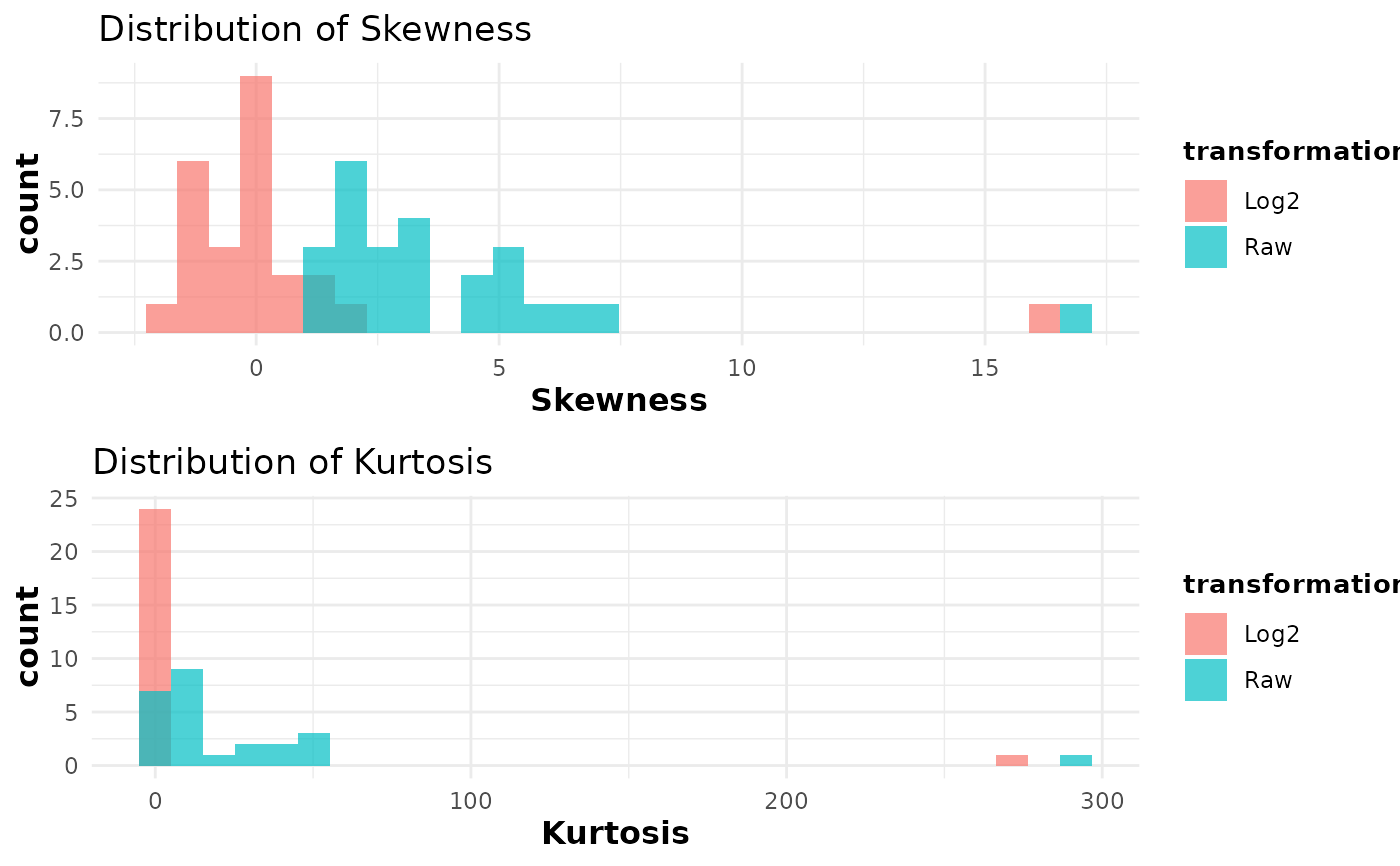 Distribution of Skewness
7.5
5.0
2.5
0.0
count
0 5 10 15
Skewness
transformation
Log2
Raw
Distribution of Kurtosis
25
20
15
10
5
0
count
0 100 200 300
Kurtosis
transformation
Log2
Raw